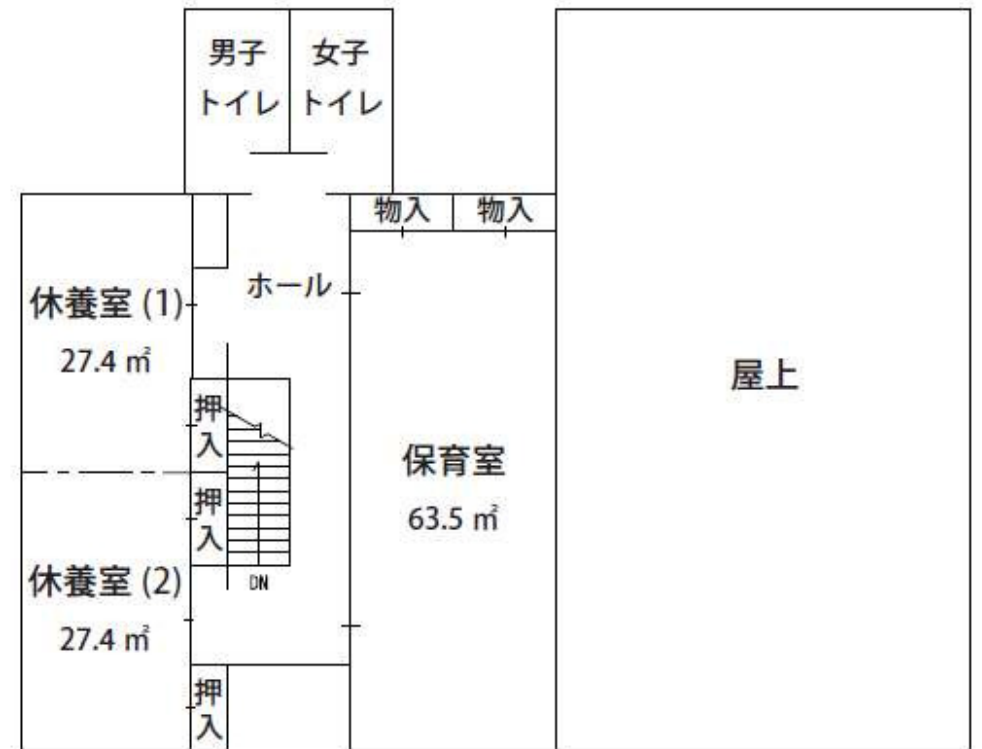 男子
トイレ
女子
トイレ
物入
物入
ホール
休養室 (1)
27.4 ㎡
屋上
押入
保育室
63.5 ㎡
押入
休養室 (2)
27.4 ㎡
DN
押入